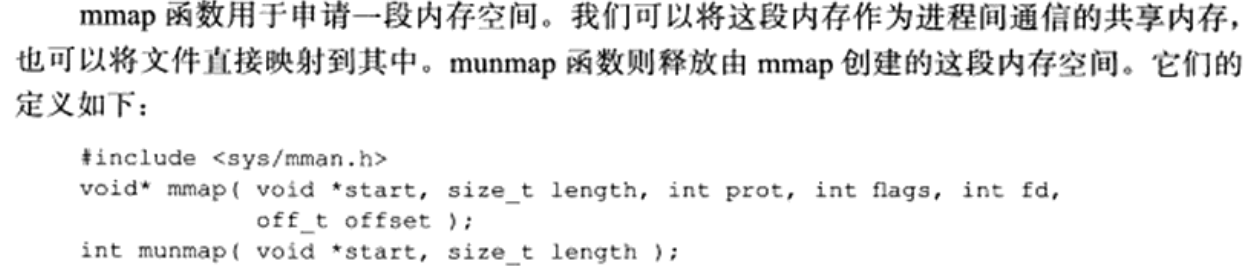 mmap 函数用于申请一段内存空间。我们可以将这段内存作为进程间通信的共享内存，
也可以将文件直接映射到其中。munmap 函数则释放由 mmap 创建的这段内存空间。它们的
定义如下：
#include <sys/mman.h>
void* mmap( void *start, size_t length, int prot, int flags, int fd,
off_t offset );
int munmap( void *start, size_t length );